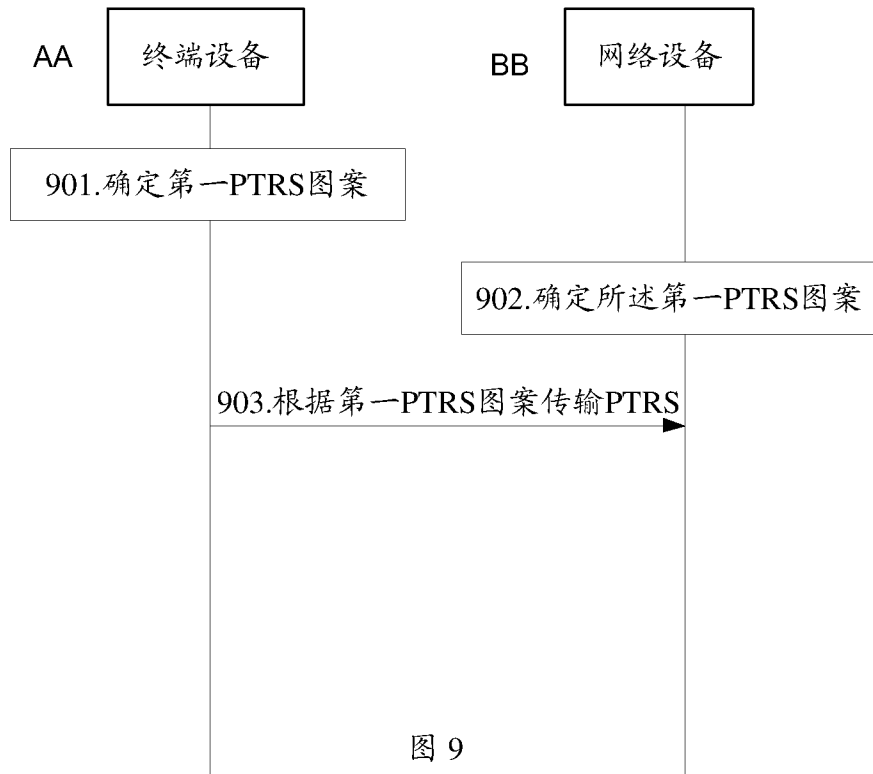 AA
终端设备
BB
网络设备
901.确定第一PTRS图案
902.确定所述第一PTRS图案
903.根据第一PTRS图案传输PTRS
图 9